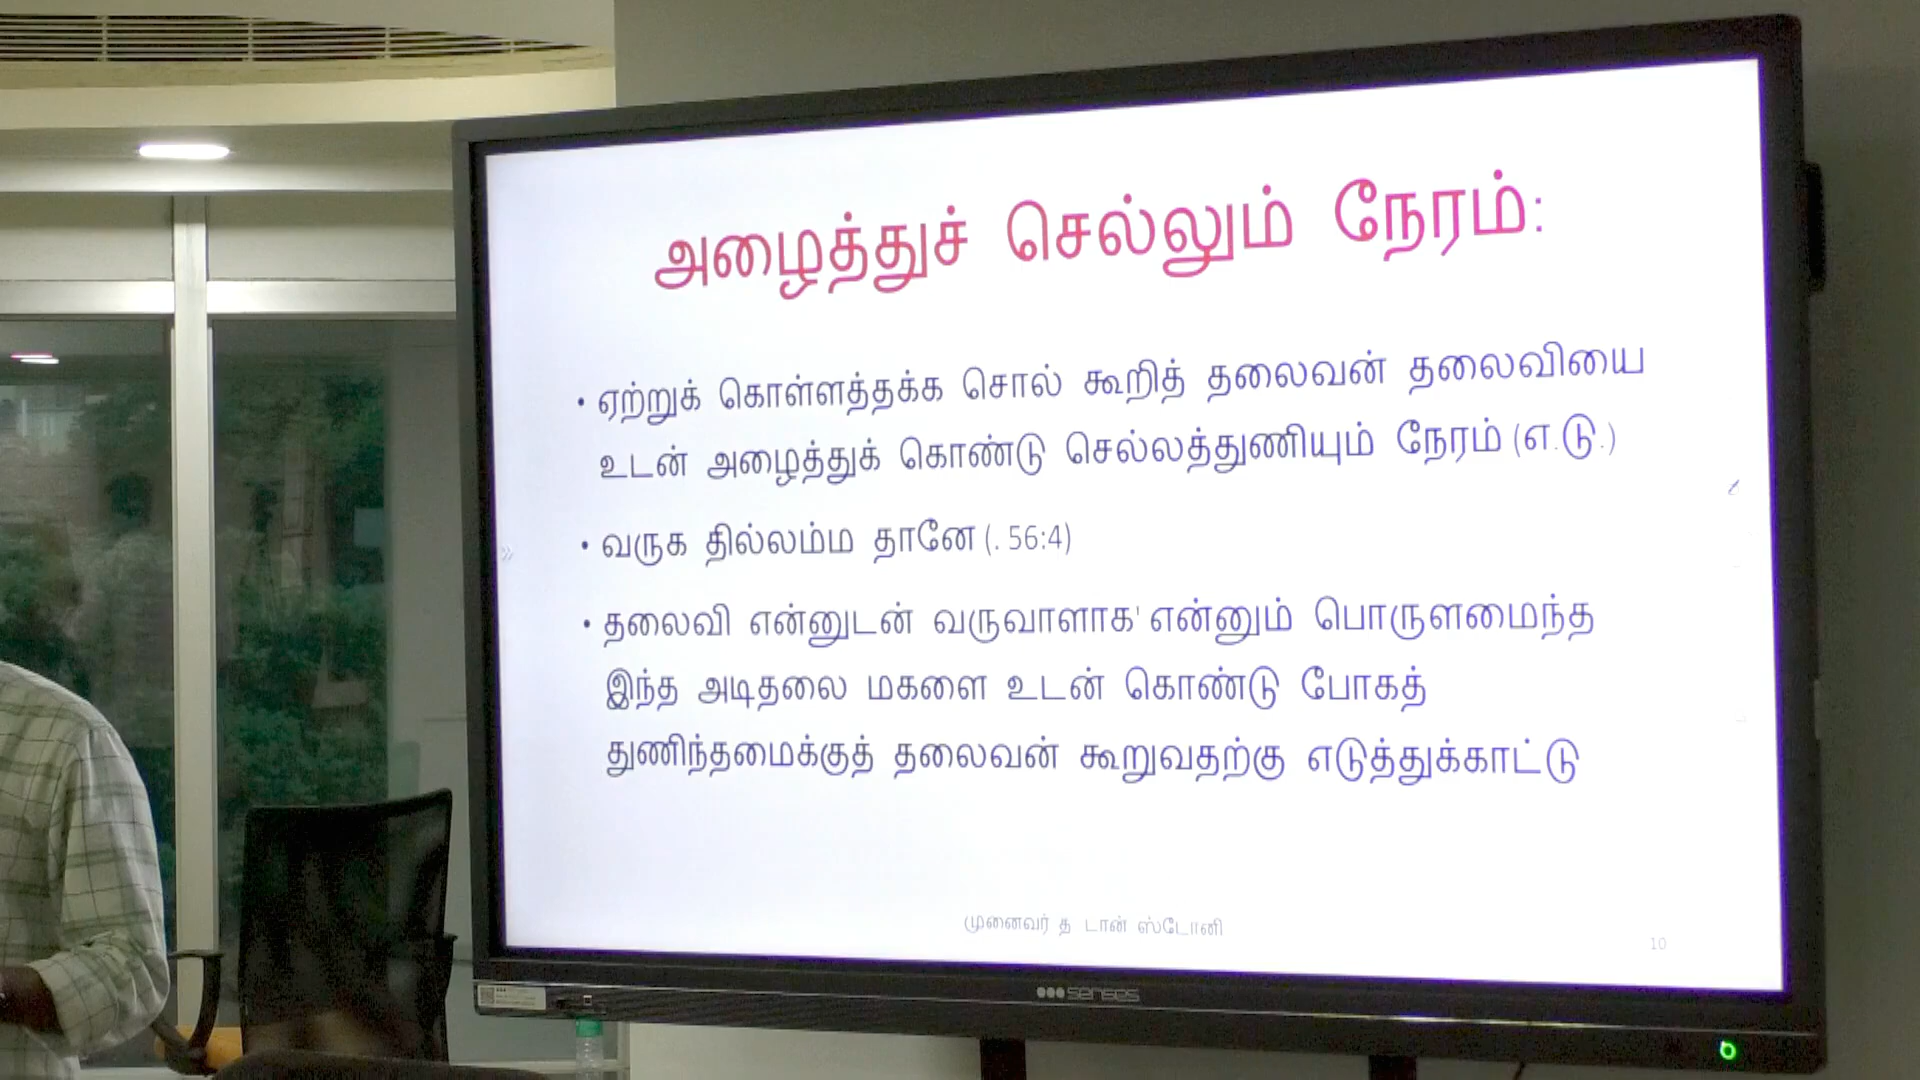 அழைத்துச் செல்லும் நேரம்:
• ஏற்றுக் கொள்ளத்தக்க சொல் கூறித் தலைவன் தலைவியை
உடன் அழைத்துக் கொண்டு செல்லத்துணியும் நேரம் (எ.டு.)
• வருக தில்லம்ம தானே (. 56:4)
• தலைவி என்னுடன் வருவாளாக' என்னும் பொருளமைந்த
இந்த அடிதலை மகளை உடன் கொண்டு போகத்
துணிந்தமைக்குத் தலைவன் கூறுவதற்கு எடுத்துக்காட்டு
முனைவர் த டான் ஸ்டோனி
10
senses